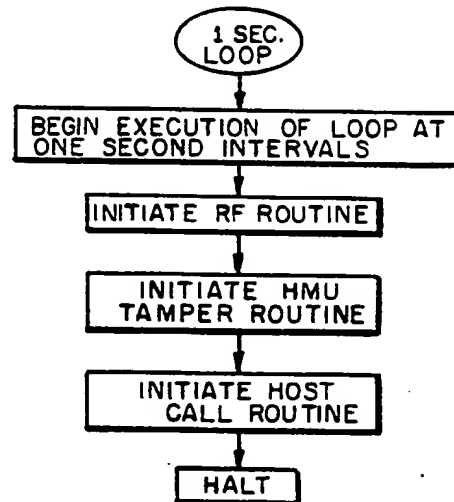 1 SEC.
LOOP
BEGIN EXECUTION OF LOOP AT
ONE SECOND INTERVALS
INITIATE RF ROUTINE
INITIATE HMU
TAMPER ROUTINE
INITIATE HOST
CALL ROUTINE
HALT